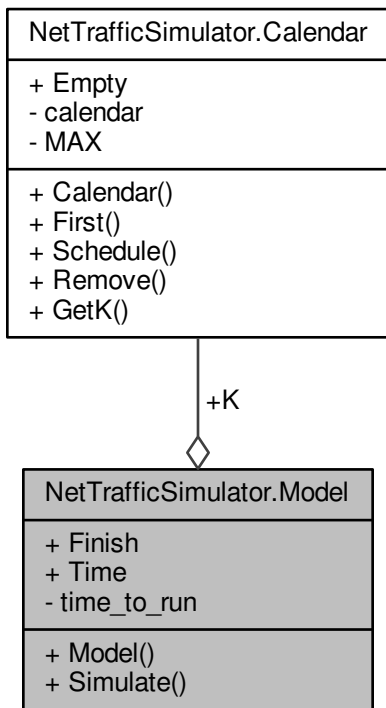 NetTrafficSimulator.Calendar
+ Empty
- calendar
- MAX
+ Calendar()
+ First()
+ Schedule()
+ Remove()
+ GetK()
+K
NetTrafficSimulator.Model
+ Finish
+ Time
- time_to_run
+ Model()
+ Simulate()